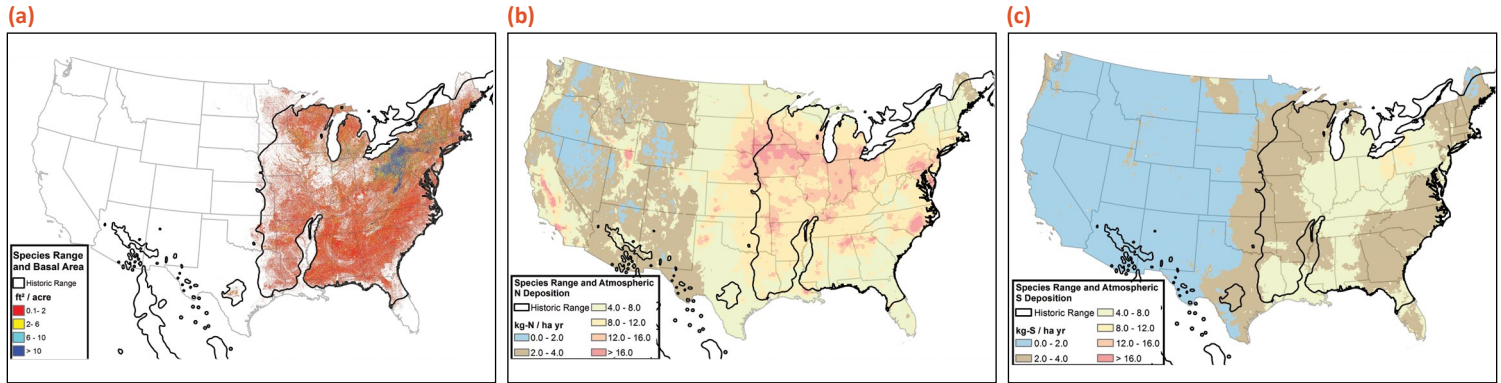 (a)
Species Range
and Basal Area
Historic Range
ft² / acre
0.1- 2
2- 6
6 - 10
> 10
(b)
Species Range and Atmospheric
N Deposition
Historic Range
kg-N / ha yr
0.0 - 2.0
2.0 - 4.0
4.0 - 8.0
8.0 - 12.0
12.0 - 16.0
> 16.0
(c)
Species Range and Atmospheric
S Deposition
Historic Range
kg-S / ha yr
0.0 - 2.0
2.0 - 4.0
4.0 - 8.0
8.0 - 12.0
12.0 - 16.0
> 16.0